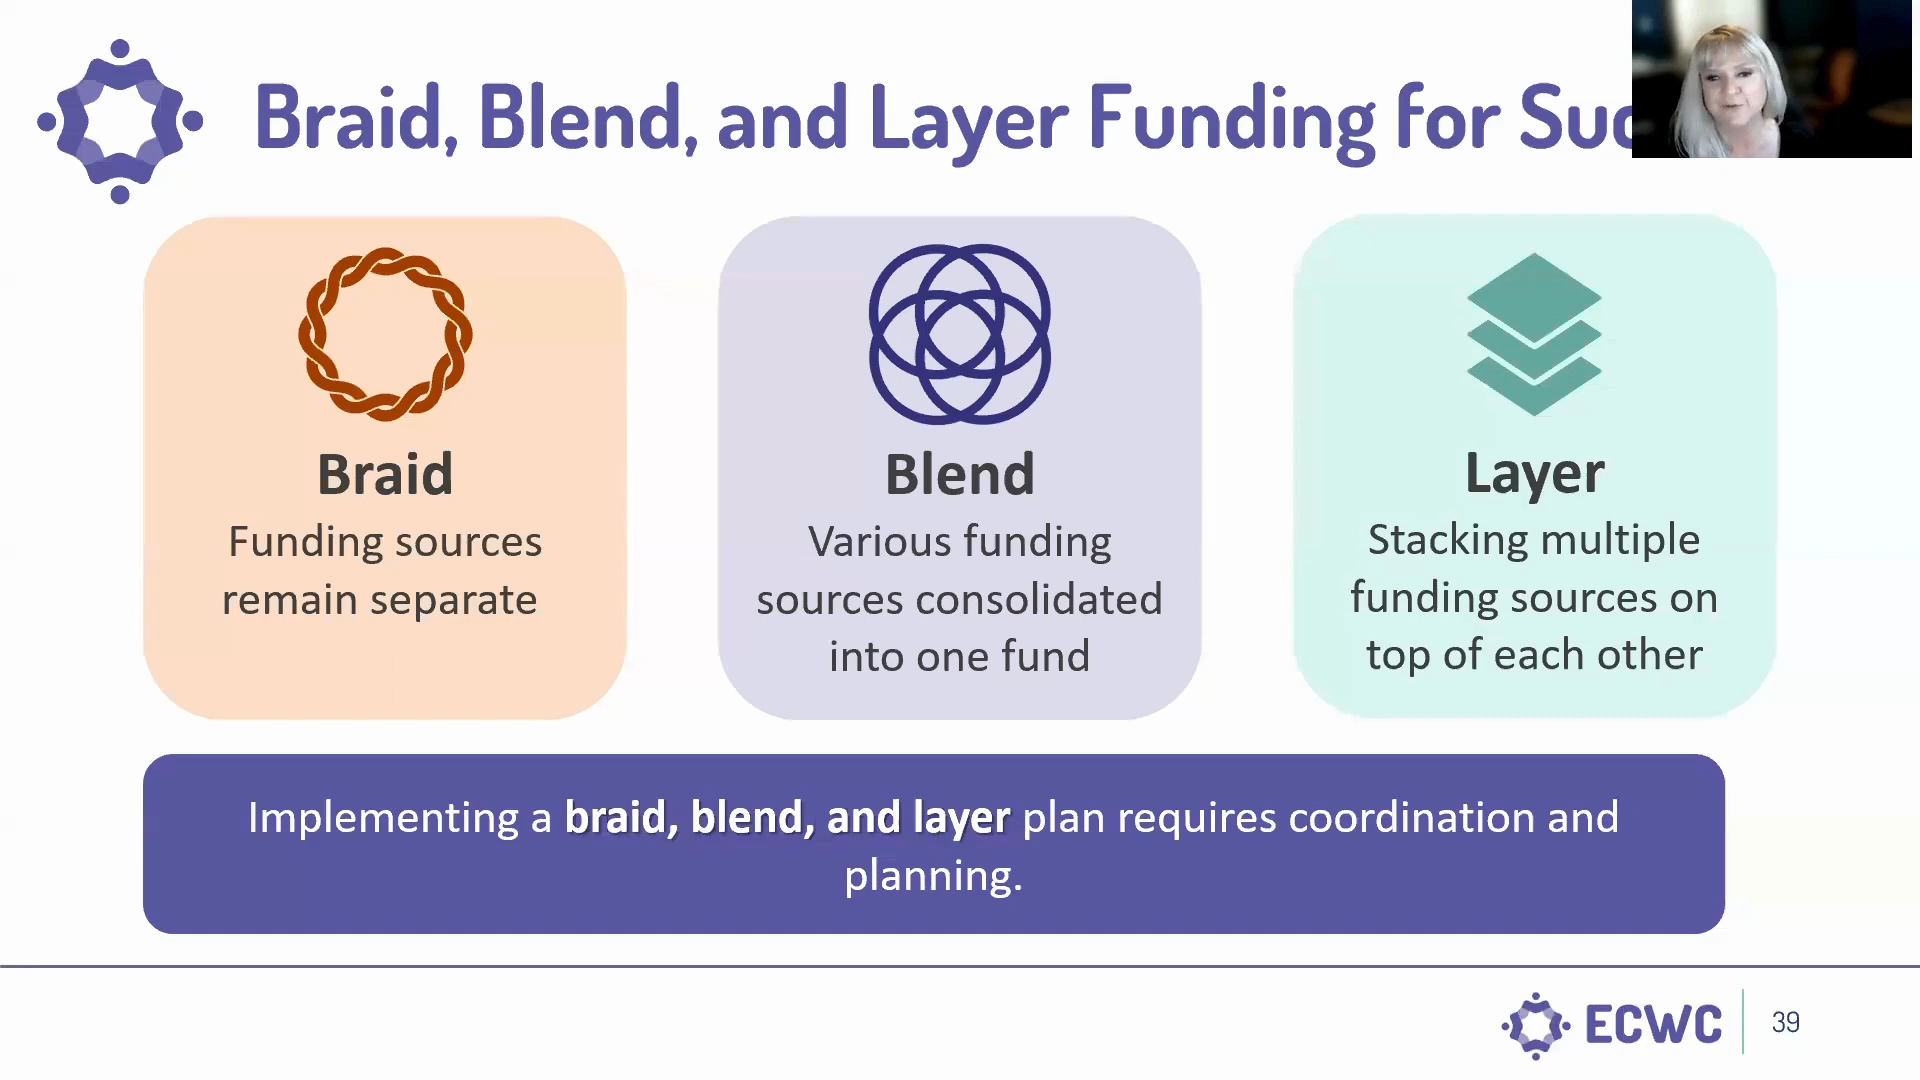 Braid, Blend, and Layer Funding for
Braid
Funding sources
remain separate
Blend
Various funding
sources consolidated
into one fund
Layer
Stacking multiple
funding sources on
top of each other
Implementing a braid, blend, and layer plan requires coordination and
planning.
ECWC
39